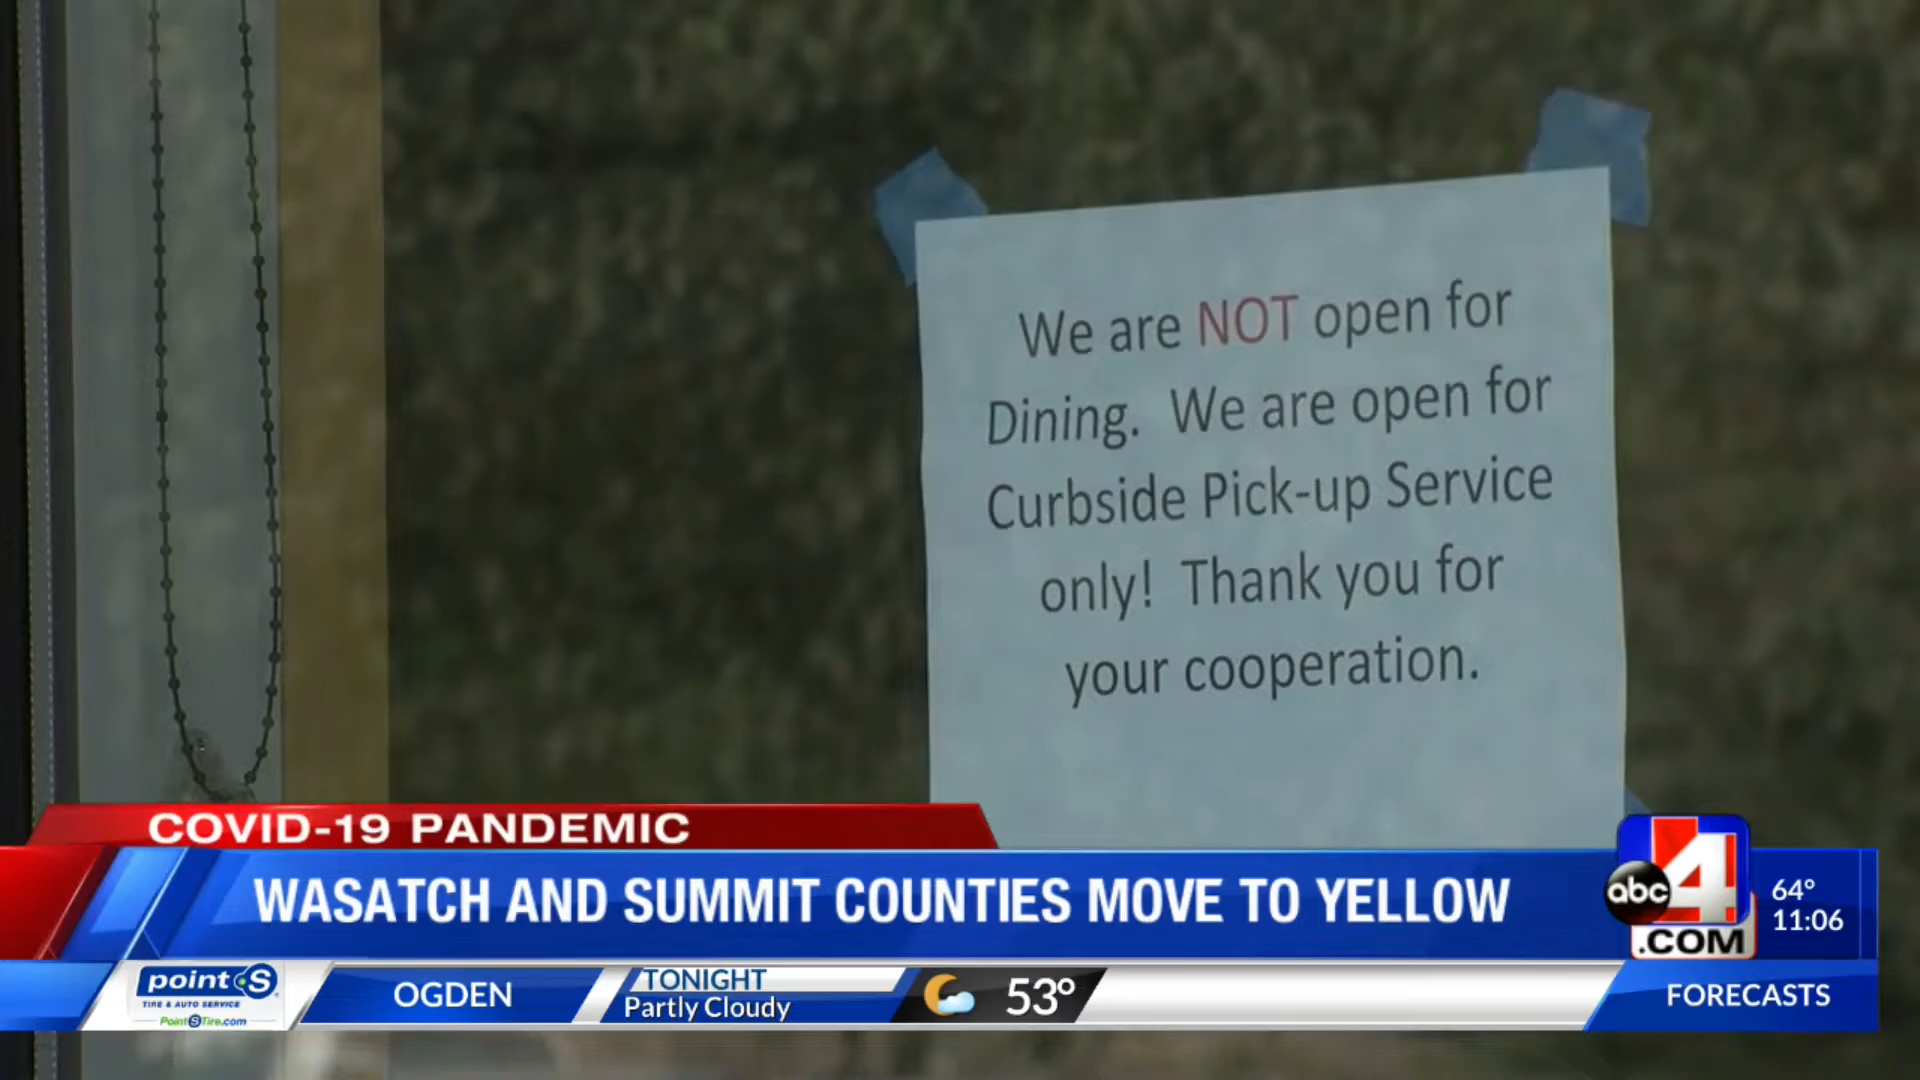 We are NOT open for
Dining. We are open for
Curbside Pick-up Service
only! Thank you for
your cooperation.
COVID-19 PANDEMIC
WASATCH AND SUMMIT COUNTIES MOVE TO YELLOW
abc 4
.COM
64°
11:06
point S
TIRE & AUTO SERVICE
PointSTire.com
OGDEN
TONIGHT
Partly Cloudy
53°
FORECASTS